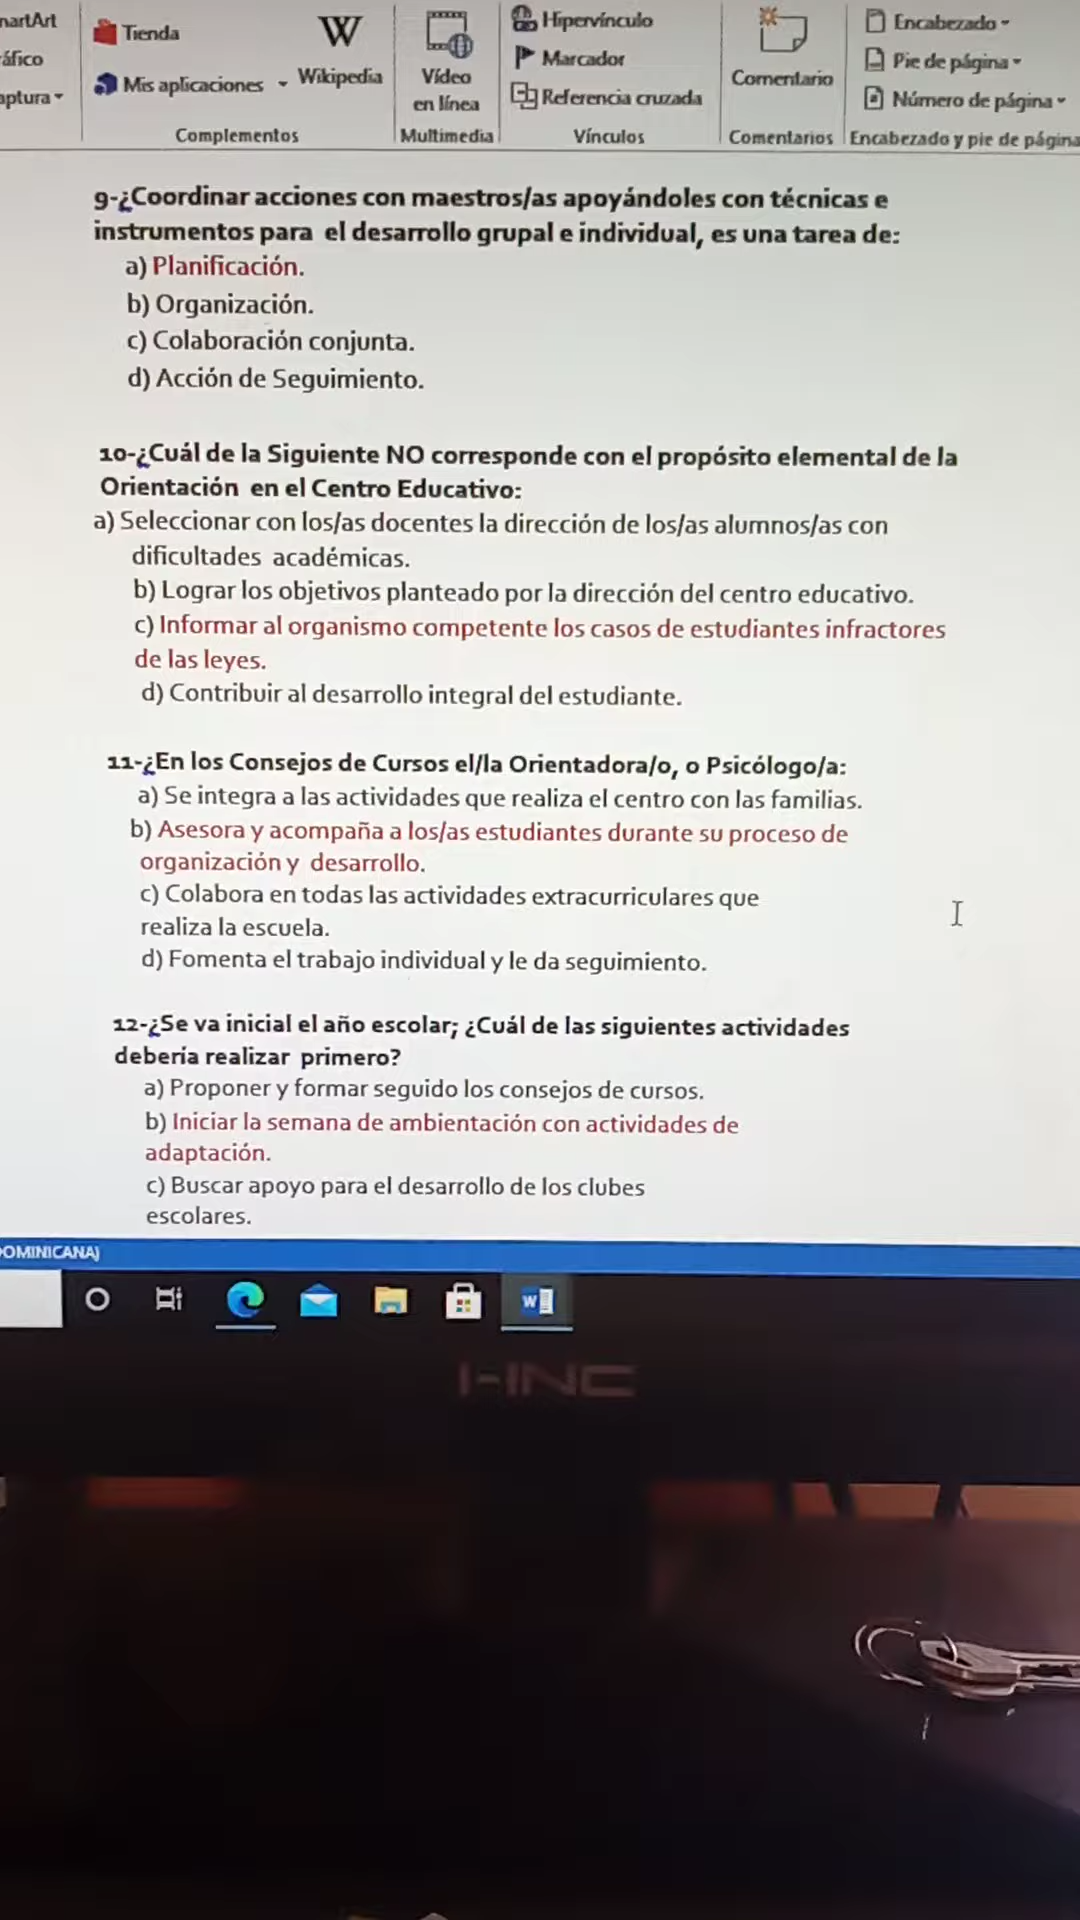 nartArt
Tienda
Hipervínculo
Encabezado
áfico
Marcador
Pie de página
Mis aplicaciones
Wikipedia
Vídeo
en línea
Comentario
aptura
Referencia cruzada
Número de página
Complementos
Multimedia
Vínculos
Comentarios
Encabezado y pie de página
9-¿Coordinar acciones con maestros/as apoyándoles con técnicas e
instrumentos para el desarrollo grupal e individual, es una tarea de:
a) Planificación.
b) Organización.
c) Colaboración conjunta.
d) Acción de Seguimiento.
10-¿Cuál de la Siguiente NO corresponde con el propósito elemental de la
Orientación en el Centro Educativo:
a) Seleccionar con los/as docentes la dirección de los/as alumnos/as con
dificultades académicas.
b) Lograr los objetivos planteado por la dirección del centro educativo.
c) Informar al organismo competente los casos de estudiantes infractores
de las leyes.
d) Contribuir al desarrollo integral del estudiante.
11-¿En los Consejos de Cursos el/la Orientadora/o, o Psicólogo/a:
a) Se integra a las actividades que realiza el centro con las familias.
b) Asesora y acompaña a los/as estudiantes durante su proceso de
organización y desarrollo.
c) Colabora en todas las actividades extracurriculares que
realiza la escuela.
d) Fomenta el trabajo individual y le da seguimiento.
12-¿Se va inicial el año escolar; ¿Cuál de las siguientes actividades
debería realizar primero?
a) Proponer y formar seguido los consejos de cursos.
b) Iniciar la semana de ambientación con actividades de
adaptación.
c) Buscar apoyo para el desarrollo de los clubes
escolares.
DOMINICANA)